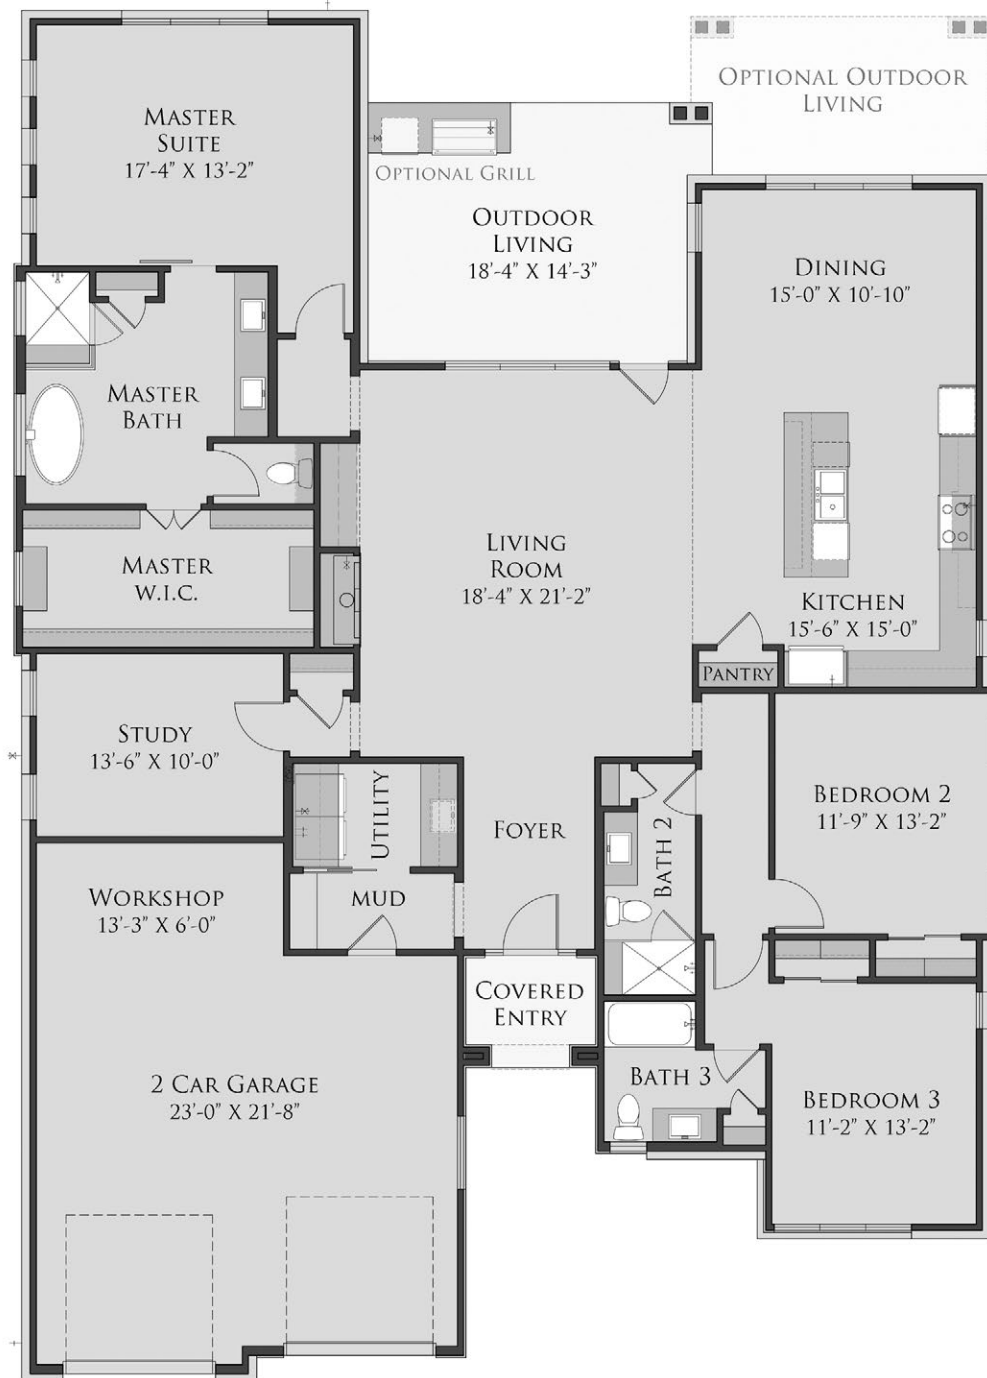 MASTER
SUITE
17'-4" X 13'-2"
OPTIONAL OUTDOOR
LIVING
OPTIONAL GRILL
OUTDOOR
LIVING
18'-4" X 14'-3"
DINING
15'-0" X 10'-10"
MASTER
BATH
LIVING
ROOM
18'-4" X 21'-2"
MASTER
W.I.C.
KITCHEN
15'-6" X 15'-0"
PANTRY
STUDY
13'-6" X 10'-0"
UTILITY
FOYER
BATH 2
BEDROOM 2
11'-9" X 13'-2"
WORKSHOP
13'-3" X 6'-0"
MUD
COVERED
ENTRY
2 CAR GARAGE
23'-0" X 21'-8"
BATH 3
BEDROOM 3
11'-2" X 13'-2"